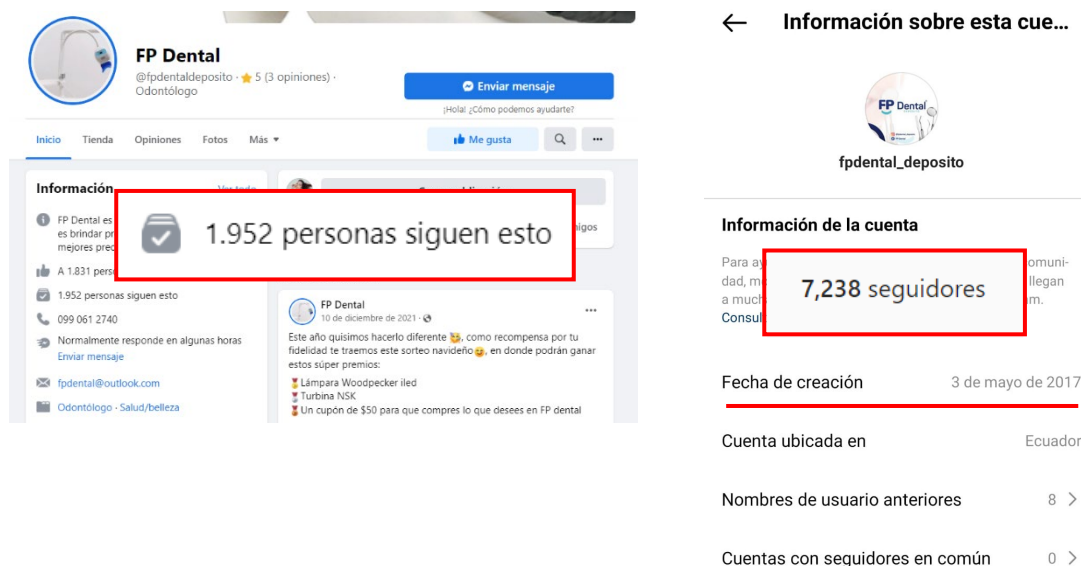 FP Dental
@fpdentaldeposito · ⭐ 5 (3 opiniones) ·
Odontólogo
Enviar mensaje
¡Hola! ¿Cómo podemos ayudarte?
Inicio Tienda Opiniones Fotos Más
Me gusta
Información
FP Dental es
es brindar pr
mejores prec
1.952 personas siguen esto
A 1.831 pers
1.952 personas siguen esto
099 061 2740
Normalmente responde en algunas horas
Enviar mensaje
fpdental@outlook.com
Odontólogo · Salud/belleza
FP Dental
10 de diciembre de 2021 ·
Este año quisimos hacerlo diferente 🥰, como recompensa por tu
fidelidad te traemos este sorteo navideño😄, en donde podrán ganar
estos súper premios:
🏅Lámpara Woodpecker iled
🏅Turbina NSK
🏅Un cupón de $50 para que compres lo que desees en FP dental
← Información sobre esta cue...
FP Dental
fpdental_deposito
Información de la cuenta
Para ay omuni-
dad, m llegan
a much m.
Consul
7,238 seguidores
Fecha de creación 3 de mayo de 2017
Cuenta ubicada en Ecuador
Nombres de usuario anteriores 8 >
Cuentas con seguidores en común 0 >